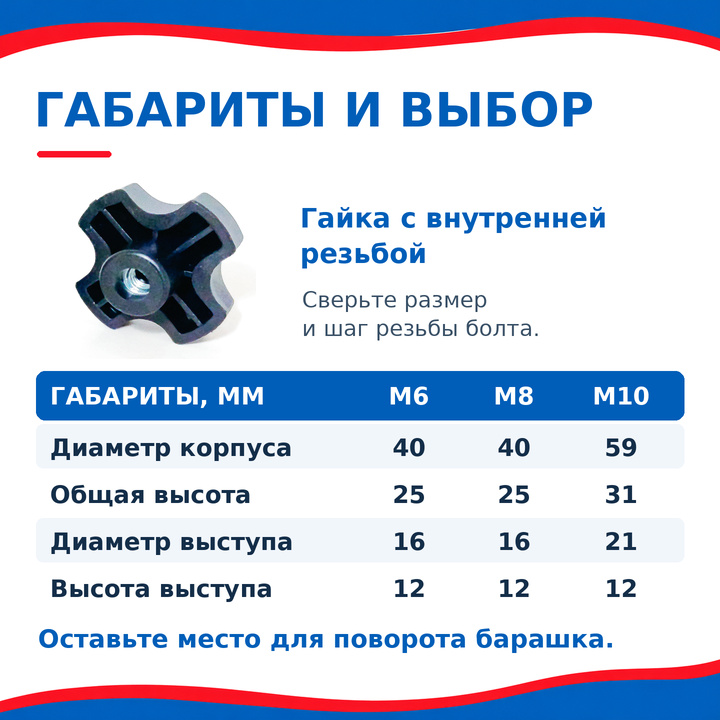 ГАБАРИТЫ И ВЫБОР
Гайка с внутренней
резьбой
Сверьте размер
и шаг резьбы болта.
ГАБАРИТЫ, ММ М6 М8 М10
Диаметр корпуса 40 40 59
Общая высота 25 25 31
Диаметр выступа 16 16 21
Высота выступа 12 12 12
Оставьте место для поворота барашка.